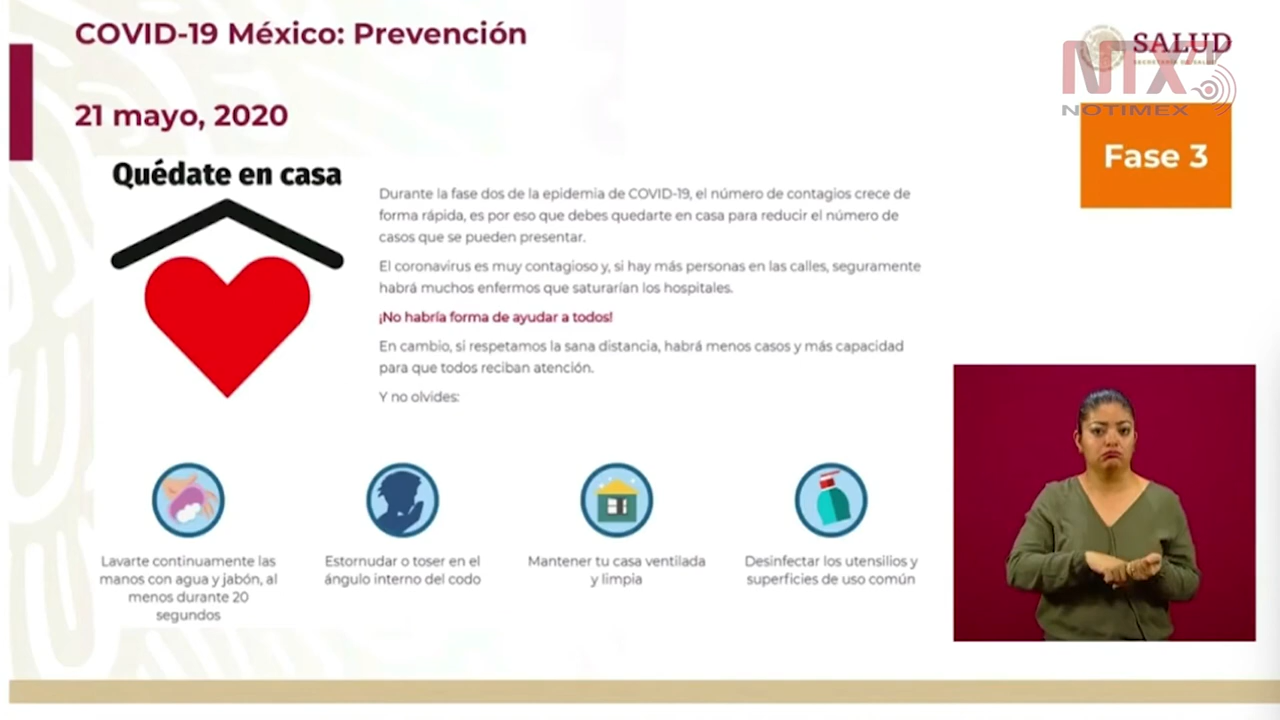 COVID-19 México: Prevención
SALUD
SECRETARÍA DE SALUD
NTX
NOTIMEX
21 mayo, 2020
Fase 3
Quédate en casa
Durante la fase dos de la epidemia de COVID-19, el número de contagios crece de
forma rápida, es por eso que debes quedarte en casa para reducir el número de
casos que se pueden presentar.
El coronavirus es muy contagioso y, si hay más personas en las calles, seguramente
habrá muchos enfermos que saturarían los hospitales.
¡No habría forma de ayudar a todos!
En cambio, si respetamos la sana distancia, habrá menos casos y más capacidad
para que todos reciban atención.
Y no olvides:
Lavarte continuamente las
manos con agua y jabón, al
menos durante 20
segundos
Estornudar o toser en el
ángulo interno del codo
Mantener tu casa ventilada
y limpia
Desinfectar los utensilios y
superficies de uso común